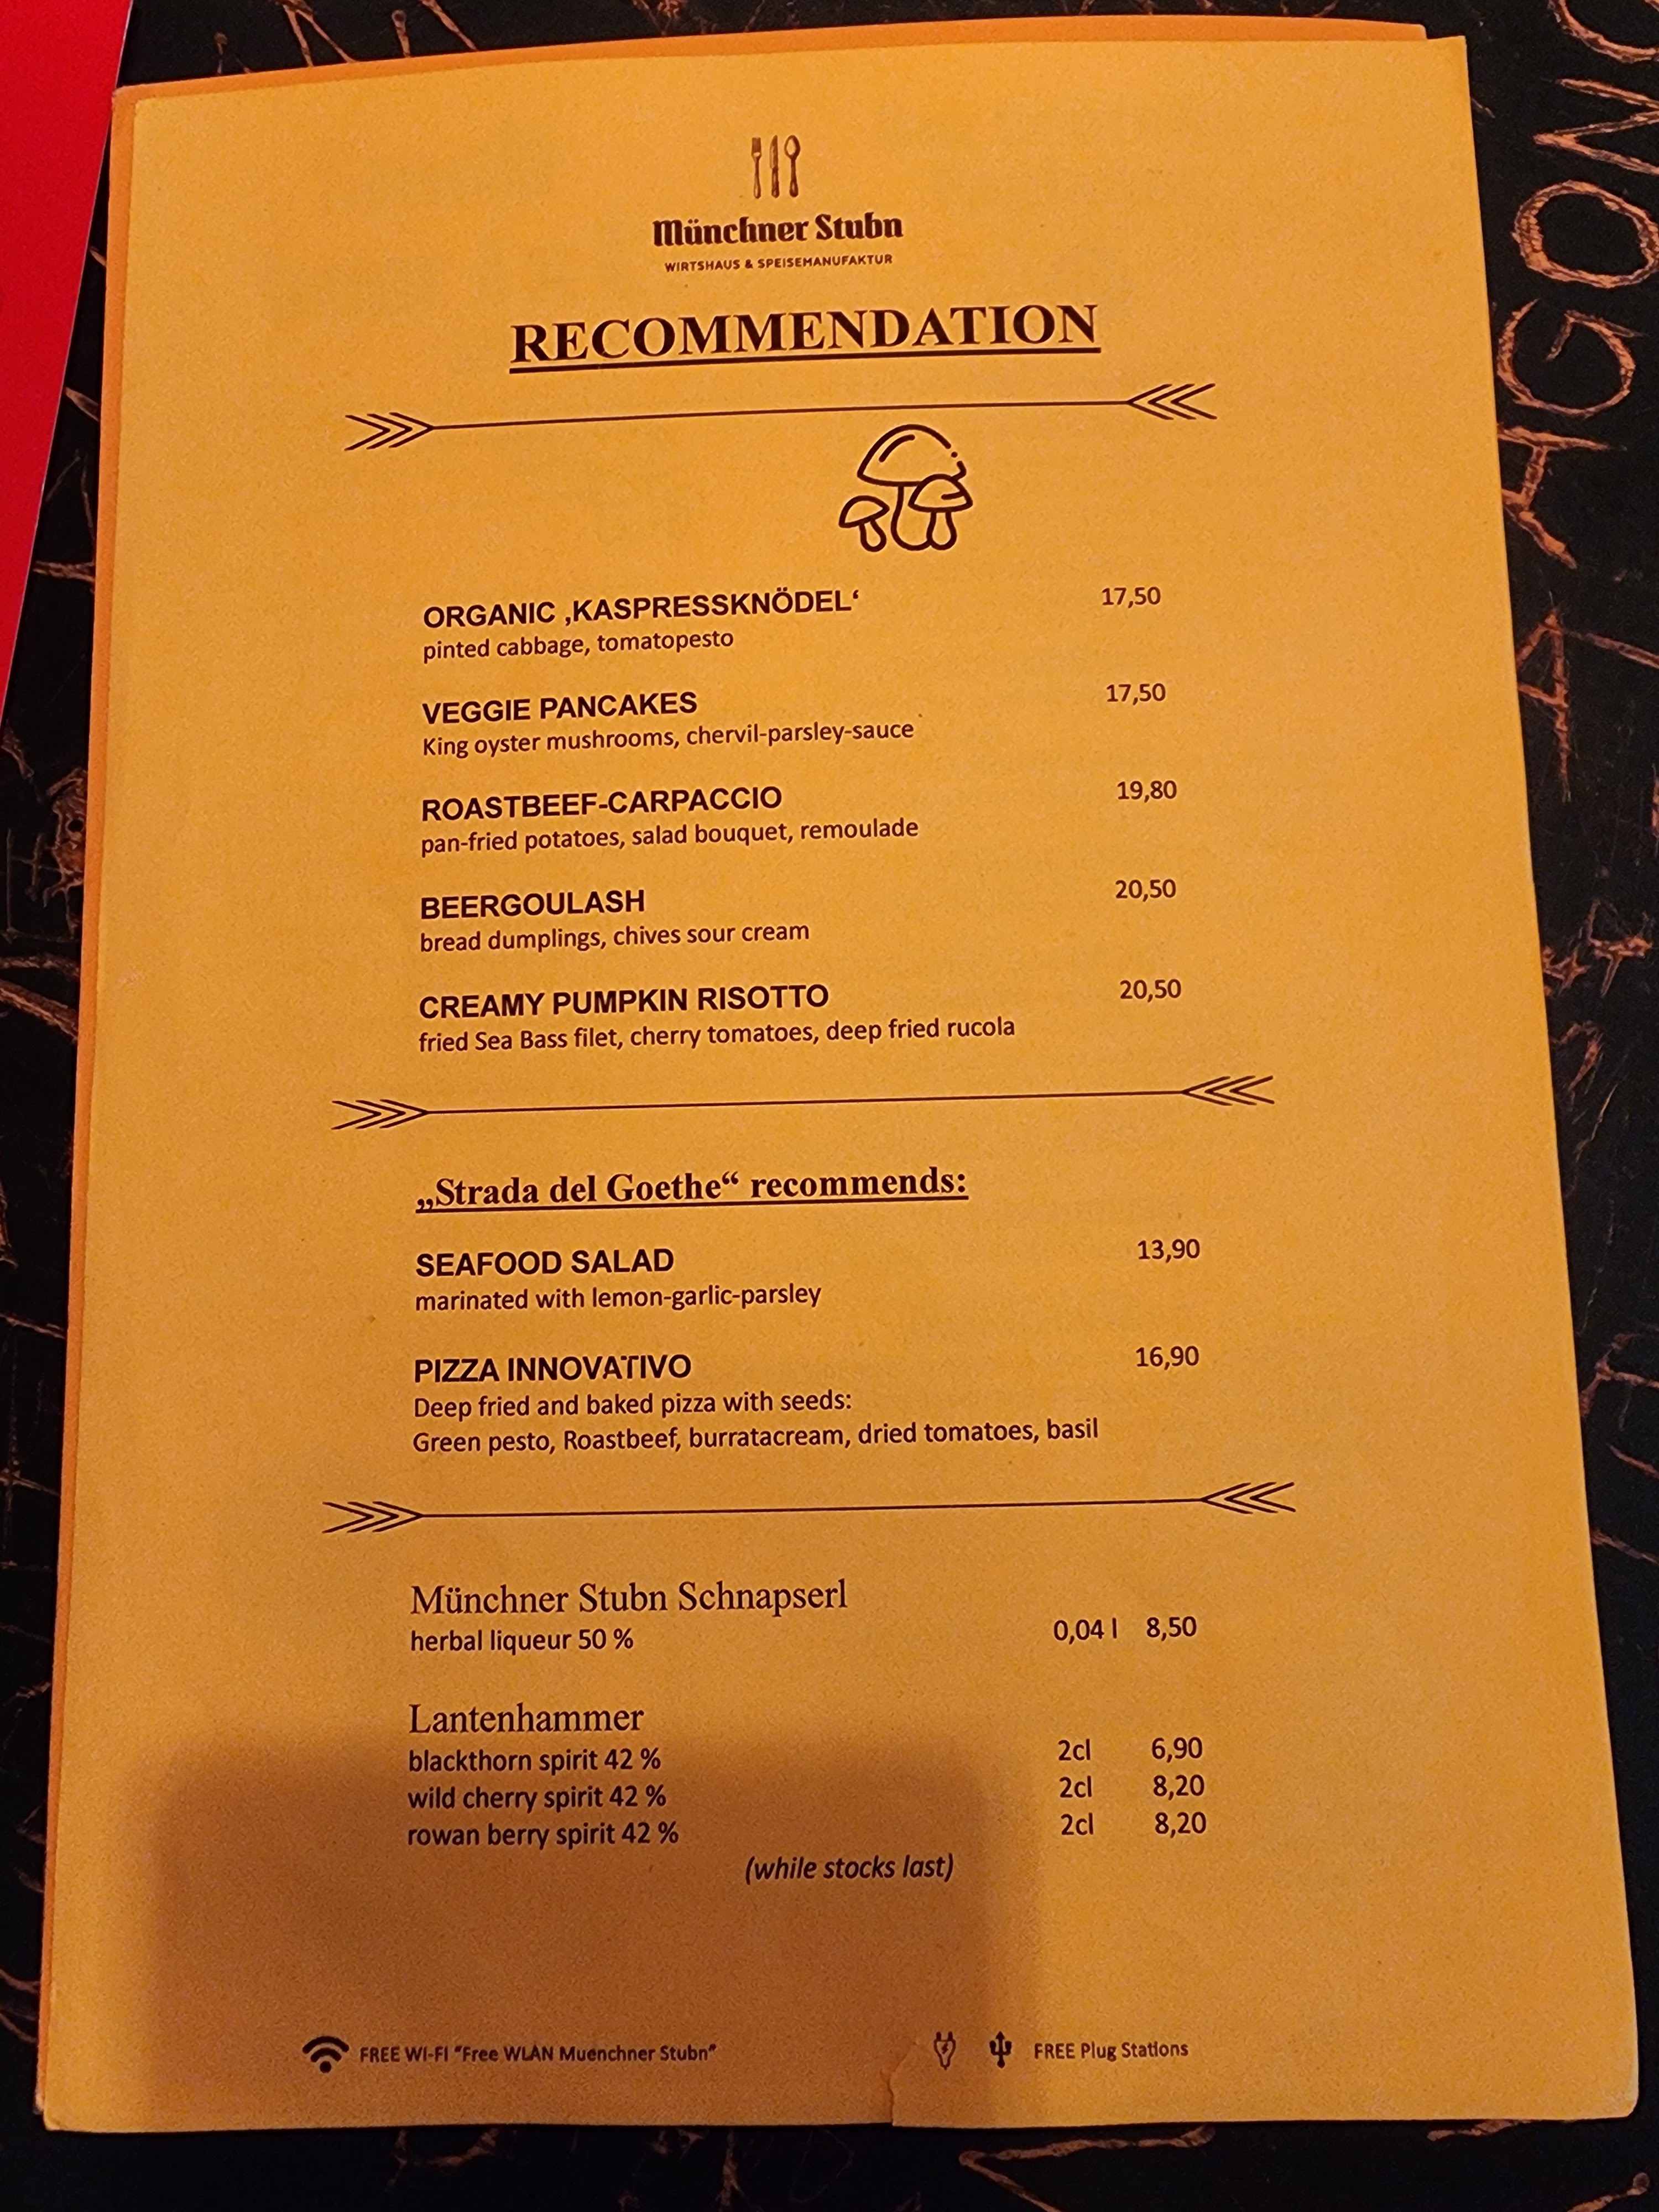 Münchner Stubn
WIRTSHAUS & SPEISEMANUFAKTUR
RECOMMENDATION
ORGANIC ‚KASPRESSKNÖDEL‘ 17,50
pinted cabbage, tomatopesto
VEGGIE PANCAKES 17,50
King oyster mushrooms, chervil-parsley-sauce
ROASTBEEF-CARPACCIO 19,80
pan-fried potatoes, salad bouquet, remoulade
BEERGOULASH 20,50
bread dumplings, chives sour cream
CREAMY PUMPKIN RISOTTO 20,50
fried Sea Bass filet, cherry tomatoes, deep fried rucola
„Strada del Goethe“ recommends:
SEAFOOD SALAD 13,90
marinated with lemon-garlic-parsley
PIZZA INNOVATIVO 16,90
Deep fried and baked pizza with seeds:
Green pesto, Roastbeef, burratacream, dried tomatoes, basil
Münchner Stubn Schnapserl
herbal liqueur 50 % 0,04 l 8,50
Lantenhammer
blackthorn spirit 42 % 2cl 6,90
wild cherry spirit 42 % 2cl 8,20
rowan berry spirit 42 % 2cl 8,20
(while stocks last)
FREE WI-FI "Free WLAN Muenchner Stubn" FREE Plug Stations